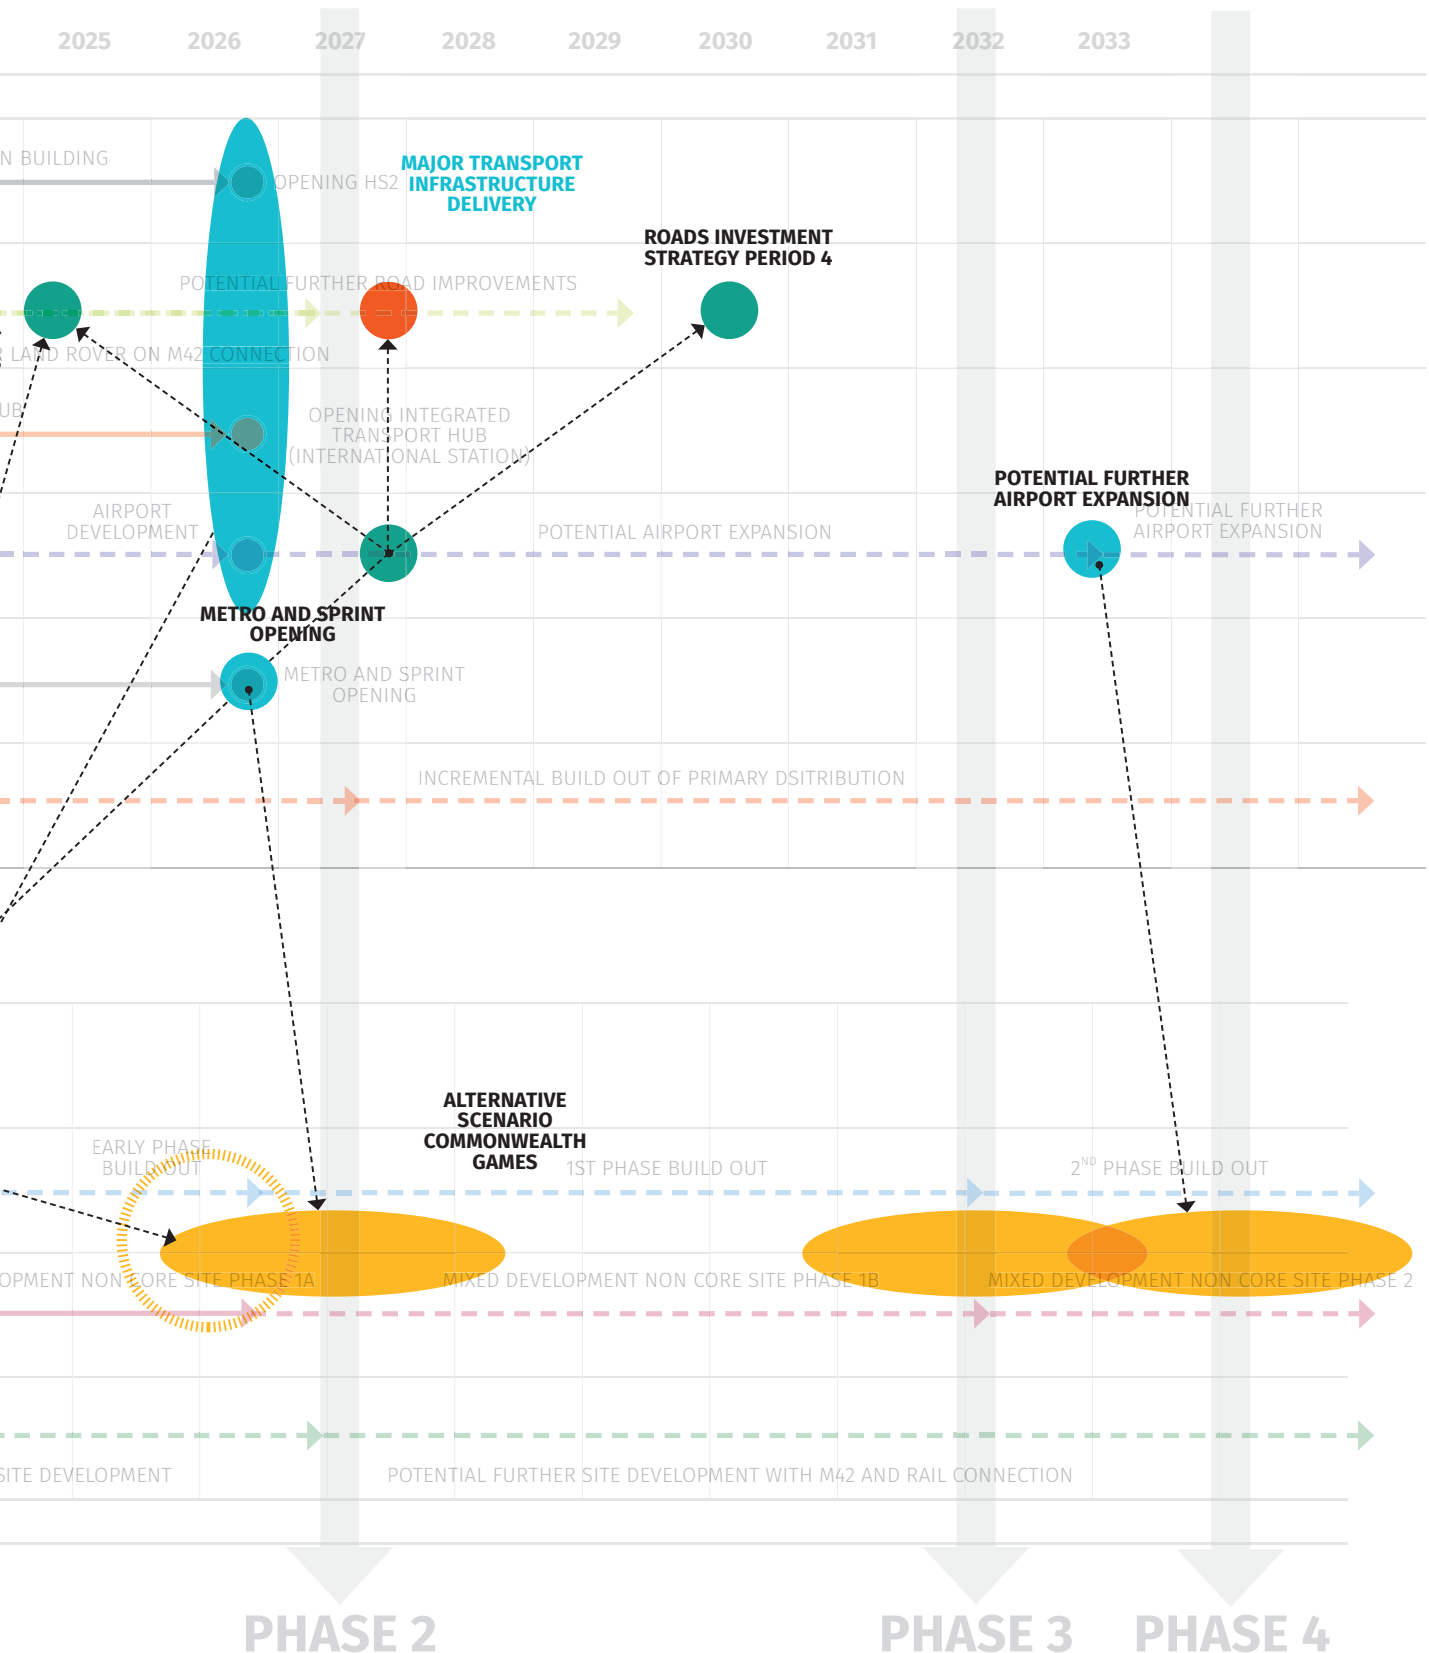 2025 2026 2027 2028 2029 2030 2031 2032 2033
N BUILDING
OPENING HS2
MAJOR TRANSPORT
INFRASTRUCTURE
DELIVERY
ROADS INVESTMENT
STRATEGY PERIOD 4
POTENTIAL FURTHER ROAD IMPROVEMENTS
R LAND ROVER ON M42 CONNECTION
UB
OPENING INTEGRATED
TRANSPORT HUB
(INTERNATIONAL STATION)
AIRPORT
DEVELOPMENT
POTENTIAL AIRPORT EXPANSION
POTENTIAL FURTHER
AIRPORT EXPANSION
POTENTIAL FURTHER
AIRPORT EXPANSION
METRO AND SPRINT
OPENING
METRO AND SPRINT
OPENING
INCREMENTAL BUILD OUT OF PRIMARY DSITRIBUTION
ALTERNATIVE
SCENARIO
COMMONWEALTH
GAMES
EARLY PHASE
BUILD OUT
1ST PHASE BUILD OUT
2ND PHASE BUILD OUT
OPMENT NON CORE SITE PHASE 1A
MIXED DEVELOPMENT NON CORE SITE PHASE 1B
MIXED DEVELOPMENT NON CORE SITE PHASE 2
SITE DEVELOPMENT
POTENTIAL FURTHER SITE DEVELOPMENT WITH M42 AND RAIL CONNECTION
PHASE 2
PHASE 3
PHASE 4